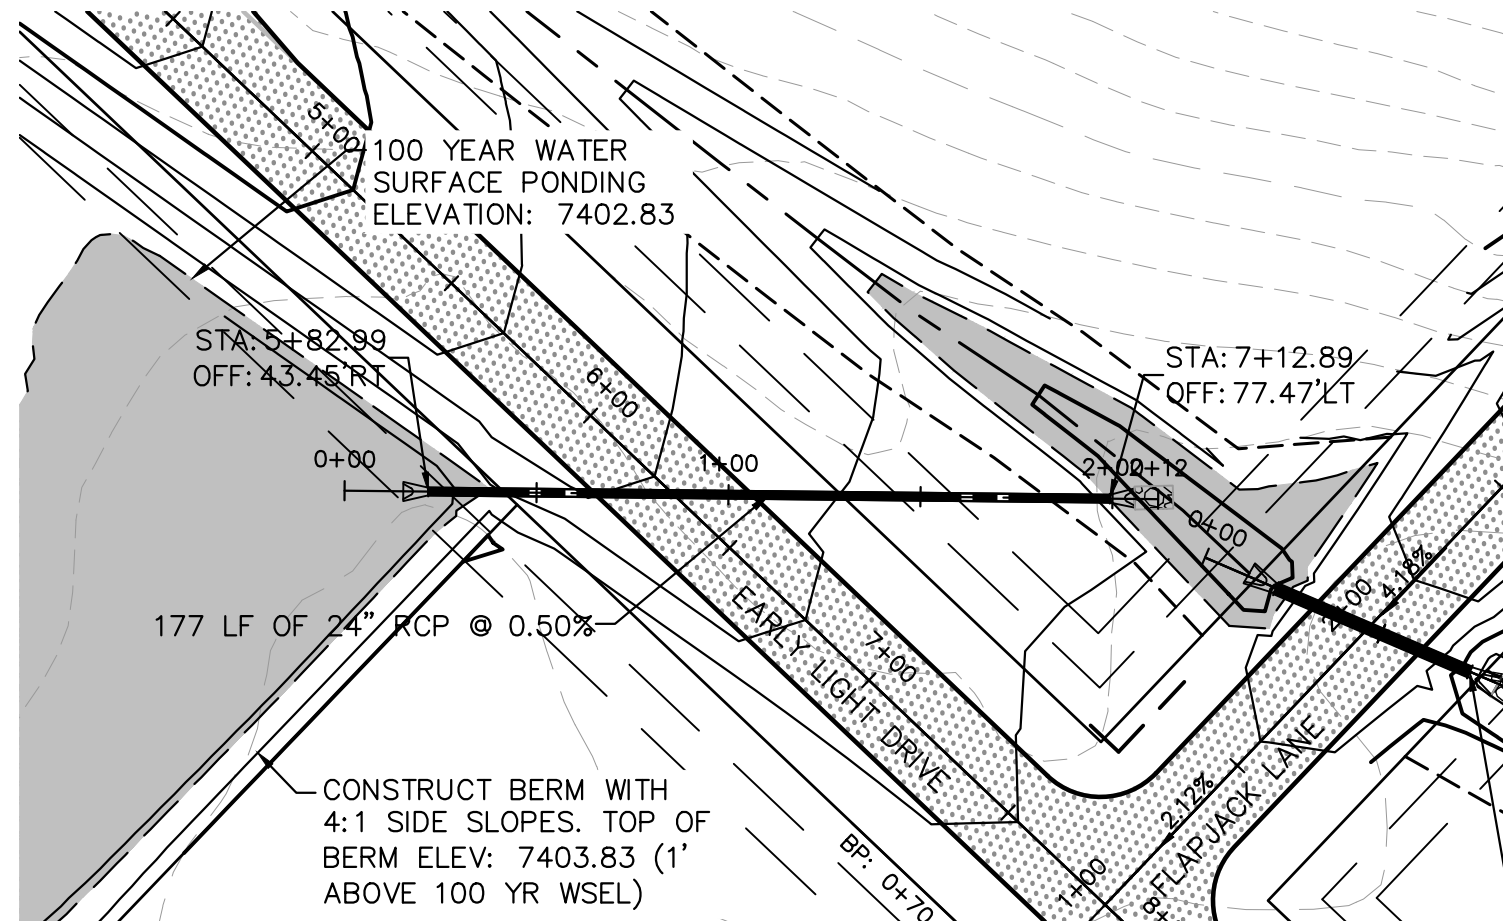 5+00
100 YEAR WATER
SURFACE PONDING
ELEVATION: 7402.83
STA: 5+82.99
OFF: 43.45'RT
STA: 7+12.89
OFF: 77.47'LT
6+00
0+00
1+00
2+00
2+12
0+00
2+00
4.18%
177 LF OF 24" RCP @ 0.50%
EARLY LIGHT DRIVE
7+00
CONSTRUCT BERM WITH
4:1 SIDE SLOPES. TOP OF
BERM ELEV: 7403.83 (1'
ABOVE 100 YR WSEL)
2.12%
FLAPJACK LANE
BP: 0+70
1+00
8+